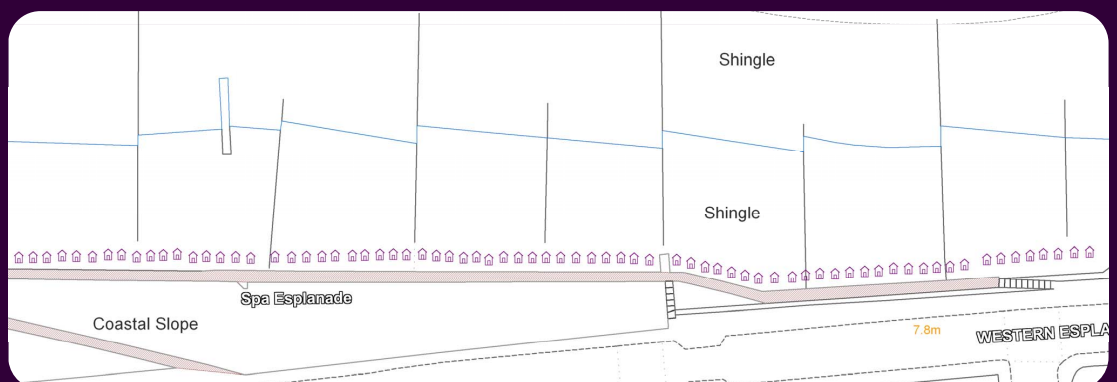 Shingle
Shingle
Spa Esplanade
Coastal Slope
7.8m
WESTERN ESPLA